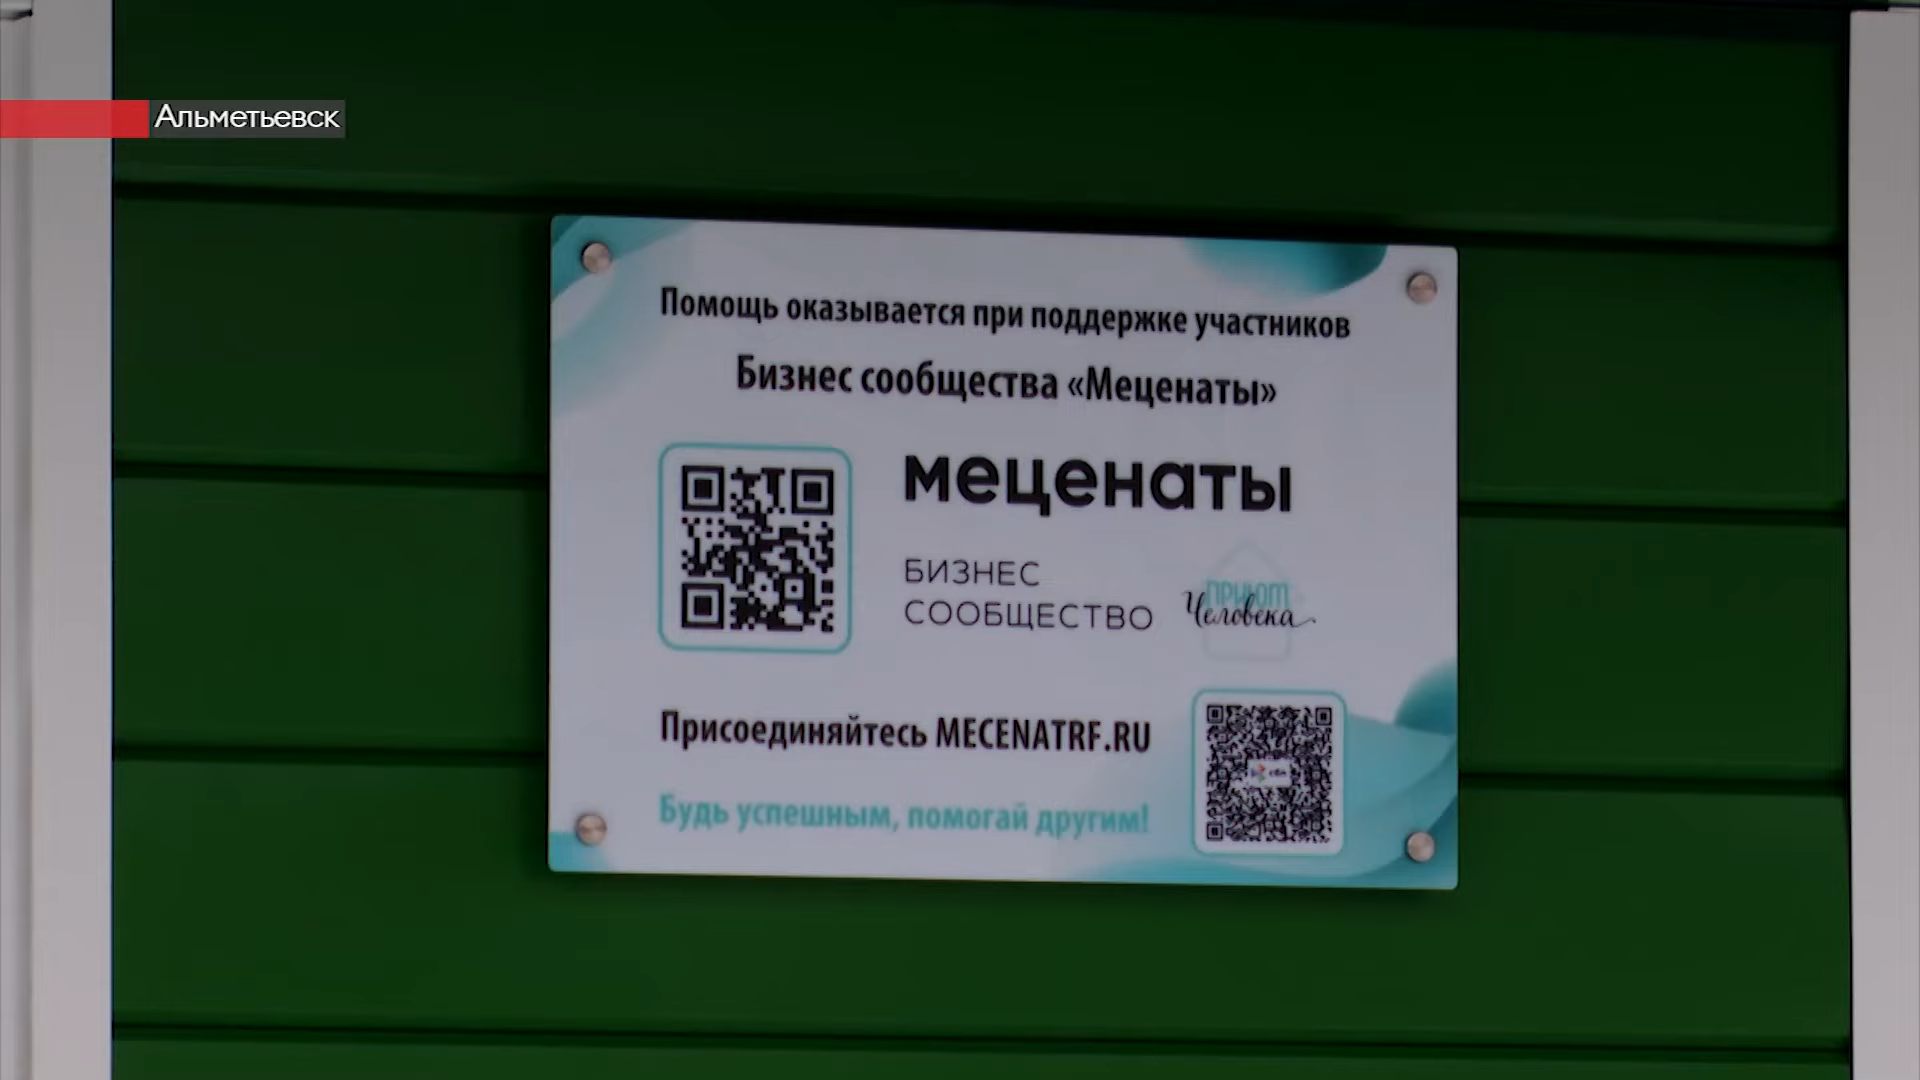 Альметьевск
Помощь оказывается при поддержке участников
Бизнес сообщества «Меценаты»
меценаты
БИЗНЕС
СООБЩЕСТВО
ПРИЮТ
Человека
Присоединяйтесь MECENATRF.RU
Будь успешным, помогай другим!